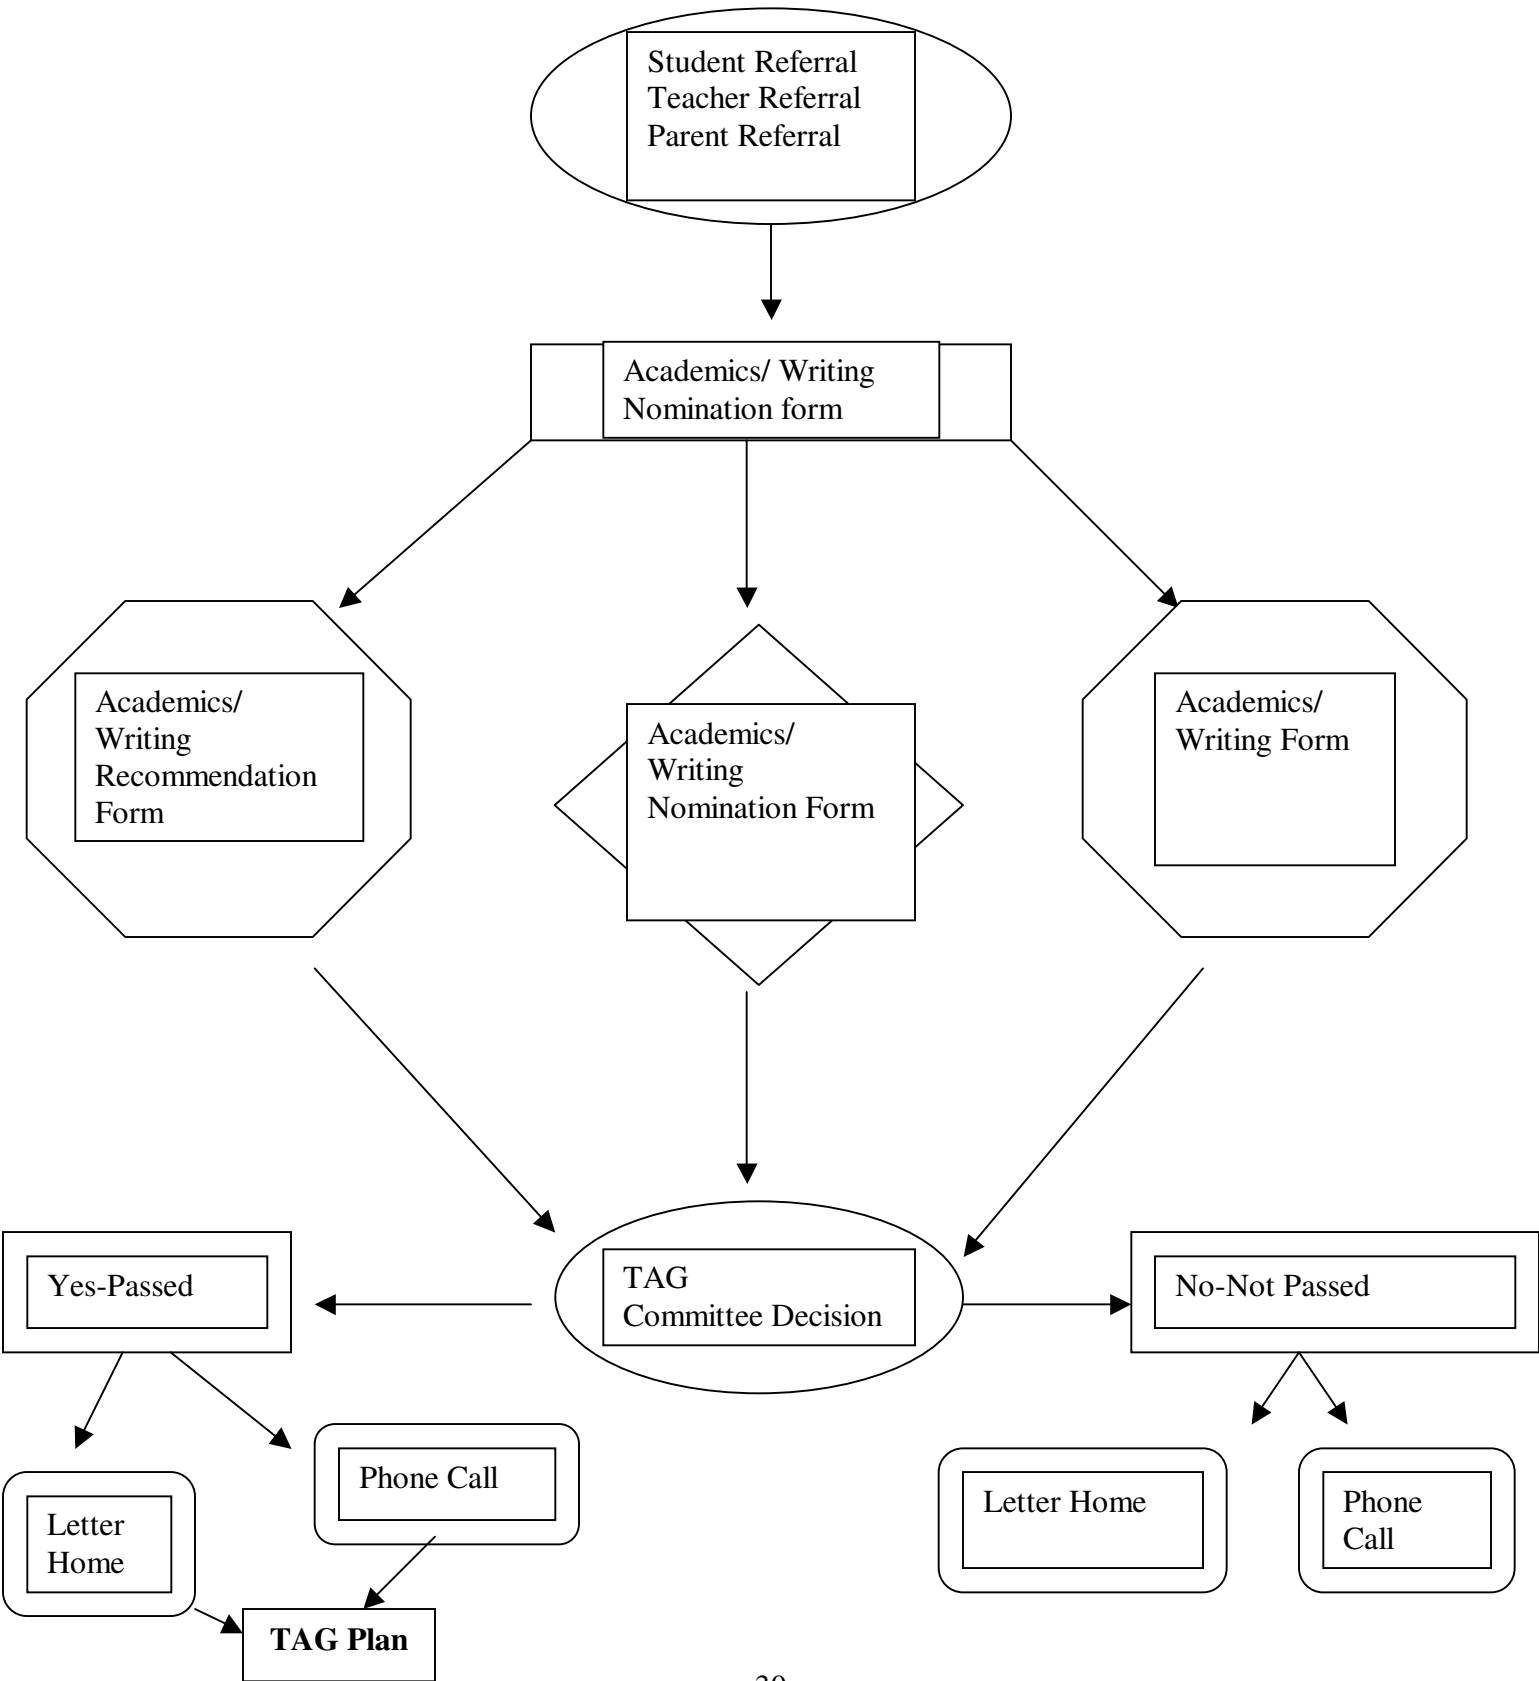 Student Referral
Teacher Referral
Parent Referral
Academics/ Writing
Nomination form
Academics/
Writing
Recommendation
Form
Academics/
Writing
Nomination Form
Academics/
Writing Form
TAG
Committee Decision
Yes-Passed
No-Not Passed
Letter
Home
Phone Call
Letter Home
Phone
Call
TAG Plan